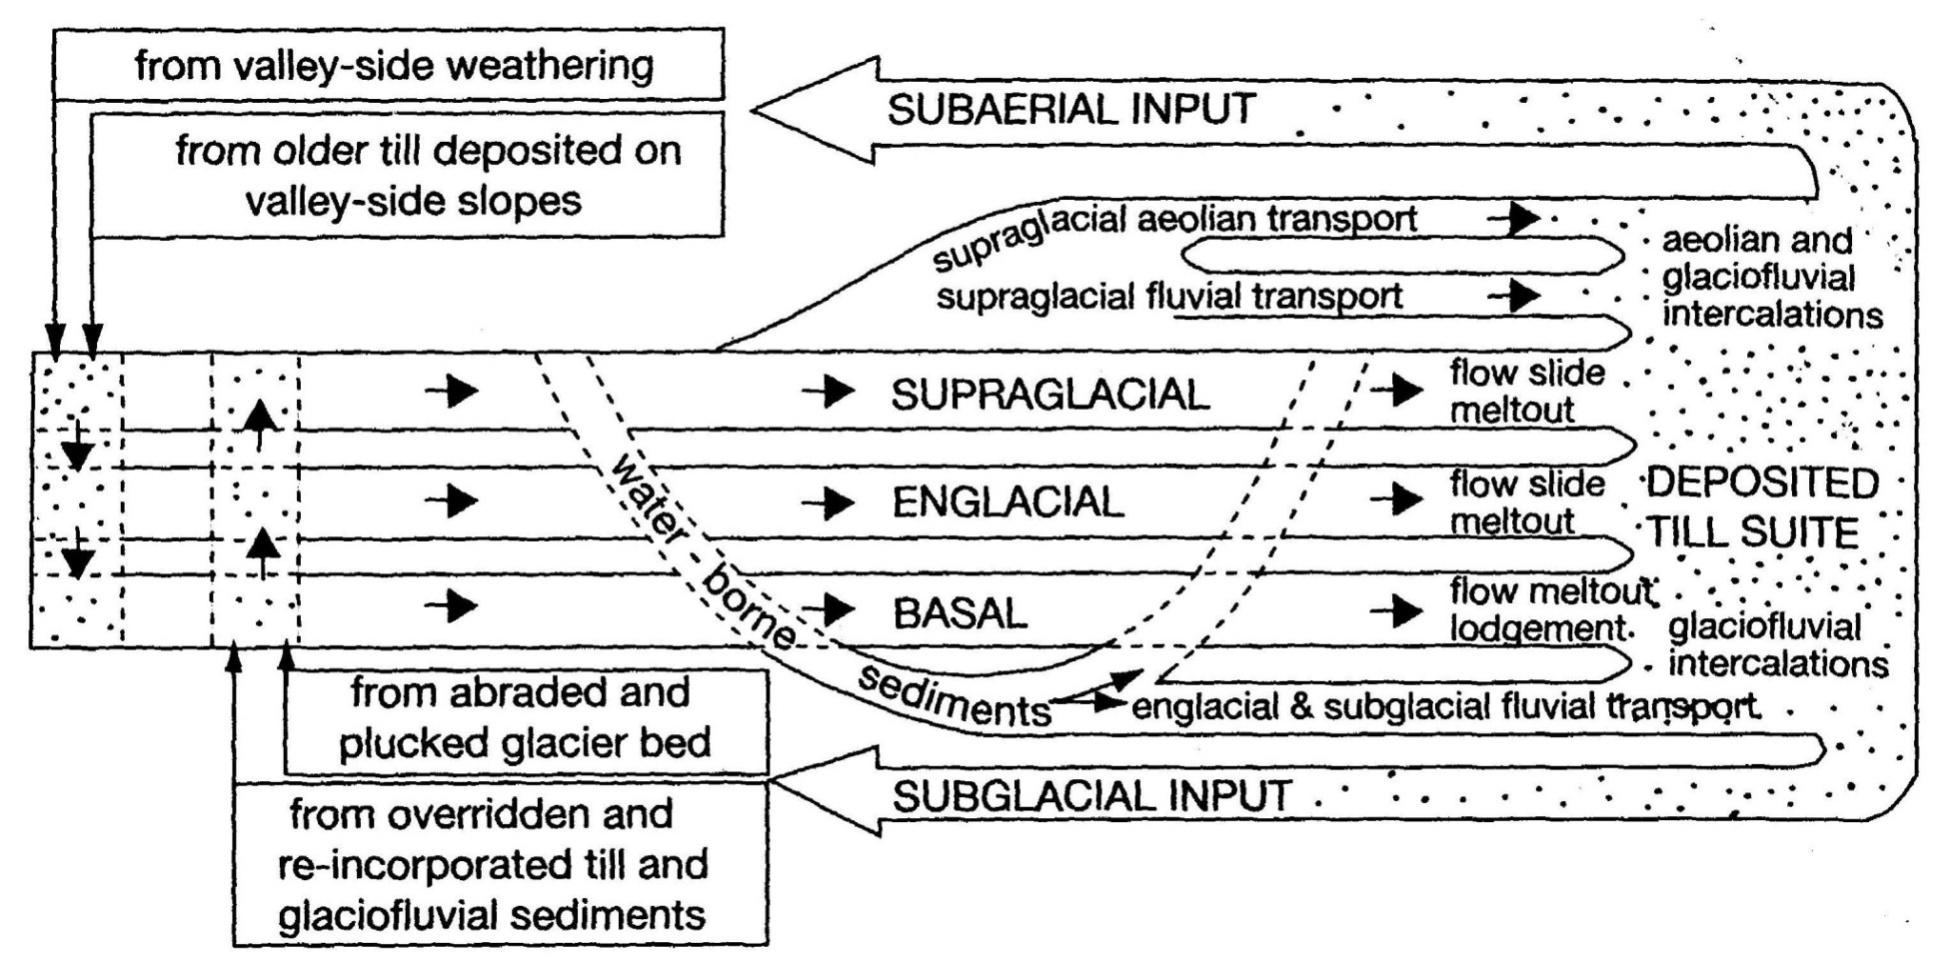 from valley-side weathering
from older till deposited on
valley-side slopes
SUBAERIAL INPUT
supraglacial aeolian transport
supraglacial fluvial transport
aeolian and
glaciofluvial
intercalations
SUPRAGLACIAL
flow slide
meltout
ENGLACIAL
flow slide
meltout
DEPOSITED
TILL SUITE
BASAL
flow meltout
lodgement
glaciofluvial
intercalations
water-borne sediments
englacial & subglacial fluvial transport
from abraded and
plucked glacier bed
SUBGLACIAL INPUT
from overridden and
re-incorporated till and
glaciofluvial sediments